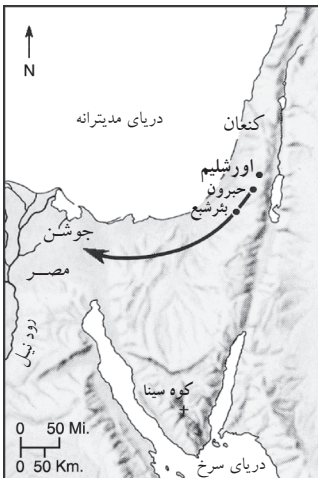 N
دریای مدیترانه
کنعان
اورشلیم
حبرون
بئرشبع
جوشن
مصر
رود نیل
کوه سینا
0 50 Mi.
0 50 Km.
دریای سرخ